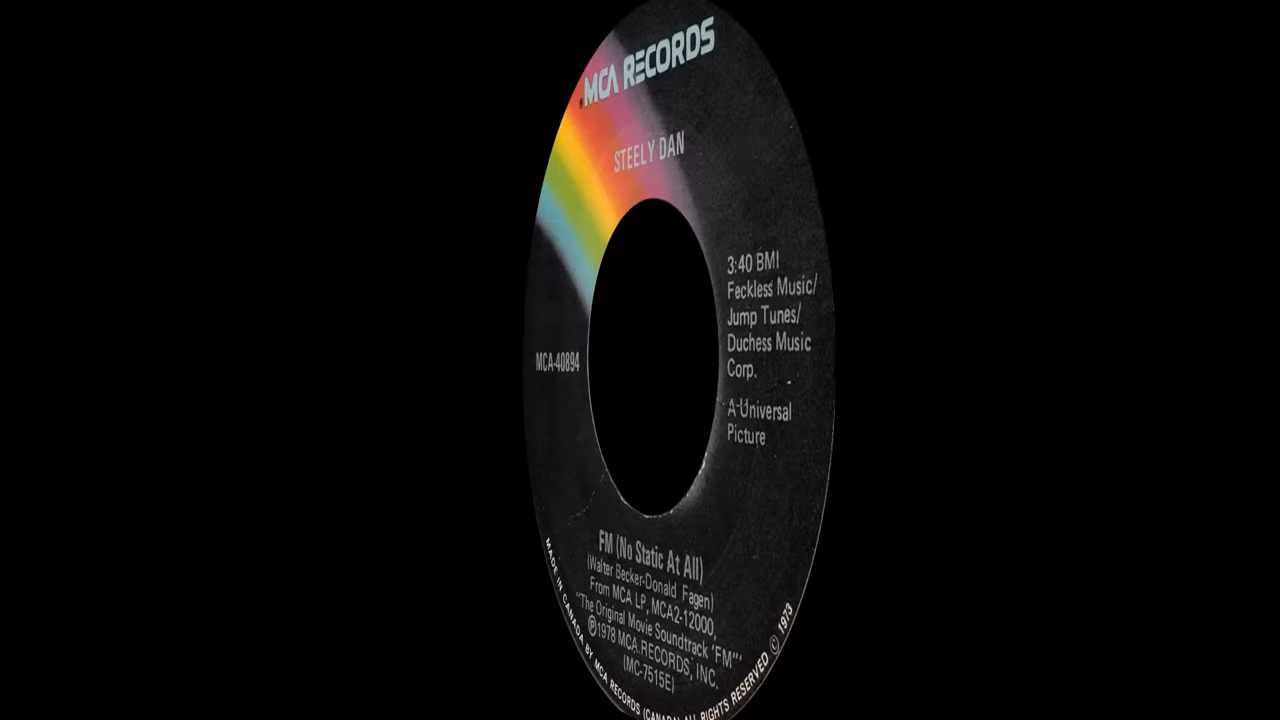 MCA RECORDS
STEELY DAN
3:40 BMI
Feckless Music/
Jump Tunes/
Duchess Music
Corp.
A Universal
Picture
MCA-40894
FM (No Static At All)
(Walter Becker-Donald Fagen)
From MCA LP, MCA2-12000,
"The Original Movie Soundtrack 'FM'"
℗1978 MCA RECORDS, INC.
(MC-7515E)
MADE IN CANADA BY MCA RECORDS (CANADA) ALL RIGHTS RESERVED © 1973